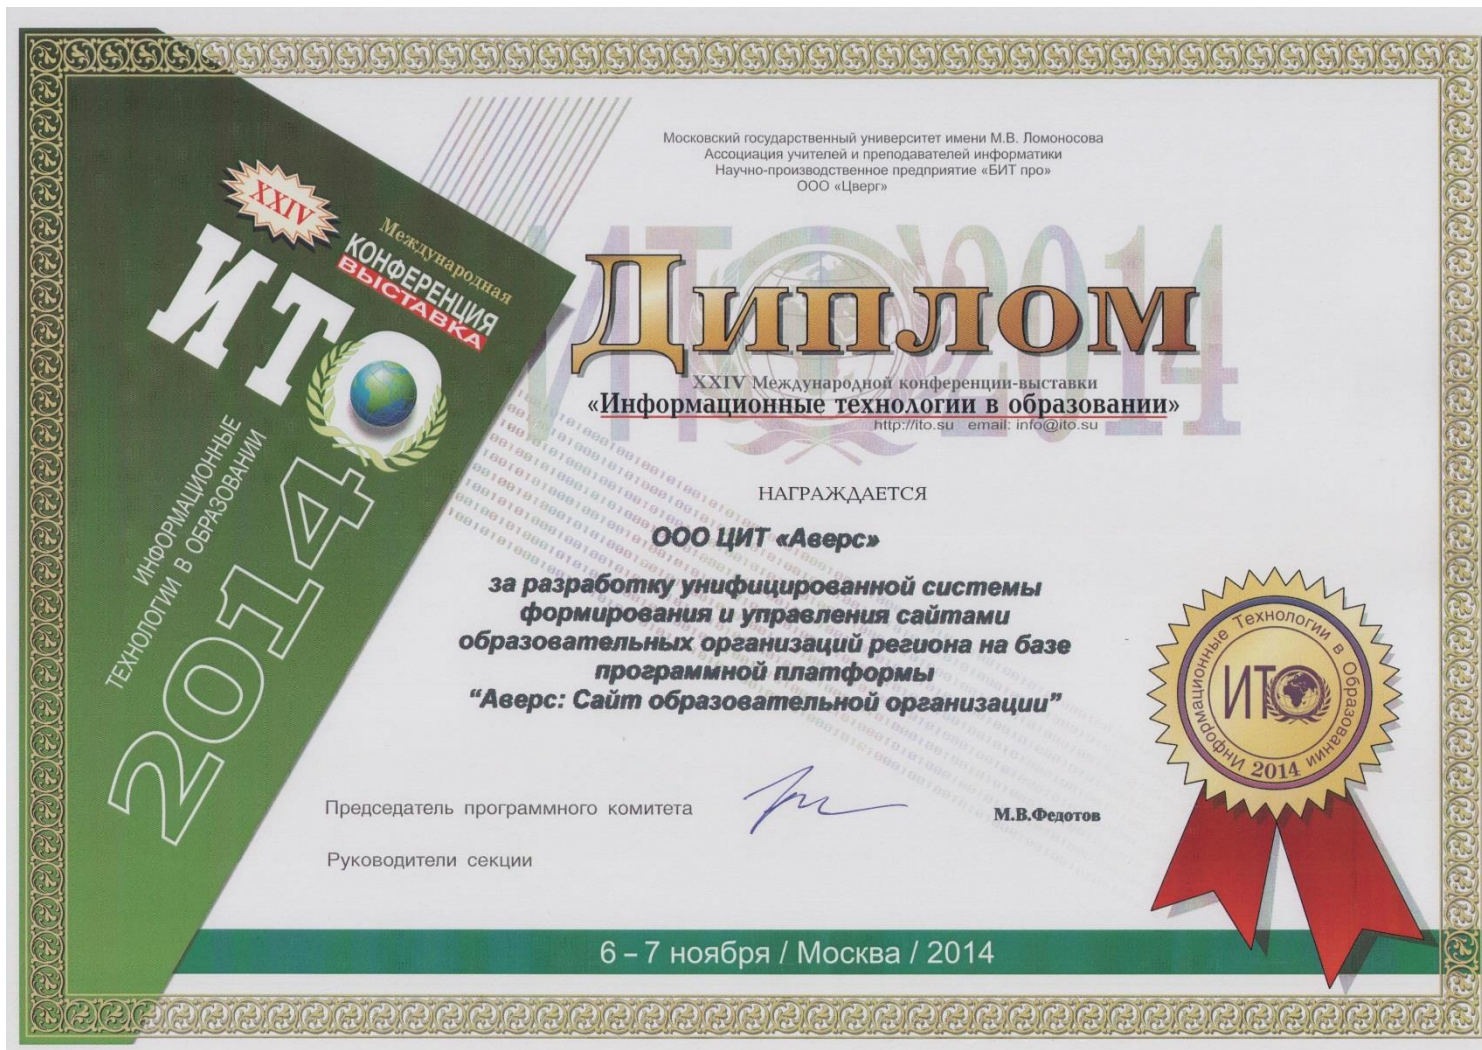 Московский государственный университет имени М.В. Ломоносова
Ассоциация учителей и преподавателей информатики
Научно-производственное предприятие «БИТ про»
ООО «Цверг»
XXIV
Международная
КОНФЕРЕНЦИЯ
ВЫСТАВКА
ИТО
ИНФОРМАЦИОННЫЕ
ТЕХНОЛОГИИ В ОБРАЗОВАНИИ
2014
ИТО'2014
Диплом
XXIV Международной конференции-выставки
«Информационные технологии в образовании»
http://ito.su email: info@ito.su
НАГРАЖДАЕТСЯ
ООО ЦИТ «Аверс»
за разработку унифицированной системы
формирования и управления сайтами
образовательных организаций региона на базе
программной платформы
“Аверс: Сайт образовательной организации”
Информационные Технологии в Образовании
ИТО
2014
Председатель программного комитета
М.В.Федотов
Руководители секции
6 – 7 ноября / Москва / 2014